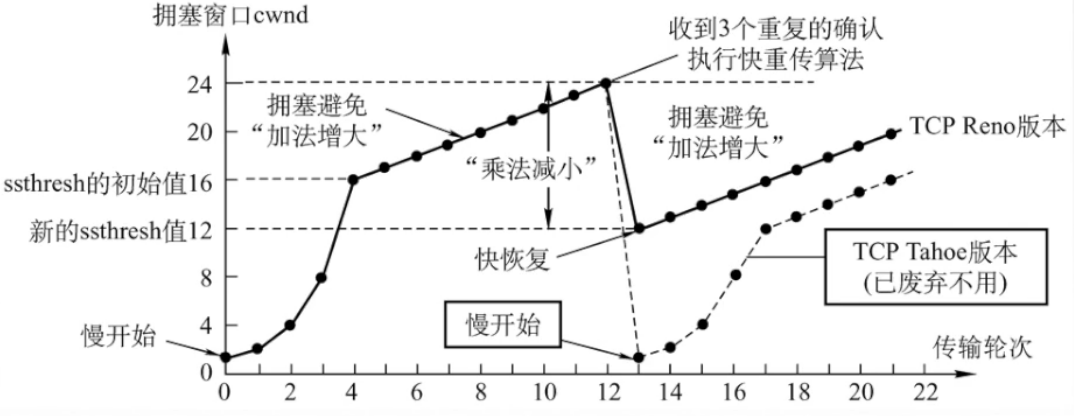 拥塞窗口cwnd
收到3个重复的确认
执行快重传算法
24
拥塞避免
“加法增大”
拥塞避免
“加法增大”
20
TCP Reno版本
“乘法减小”
ssthresh的初始值16
新的ssthresh值12
快恢复
TCP Tahoe版本
(已废弃不用)
8
慢开始
4
慢开始
传输轮次
0
0 2 4 6 8 10 12 14 16 18 20 22